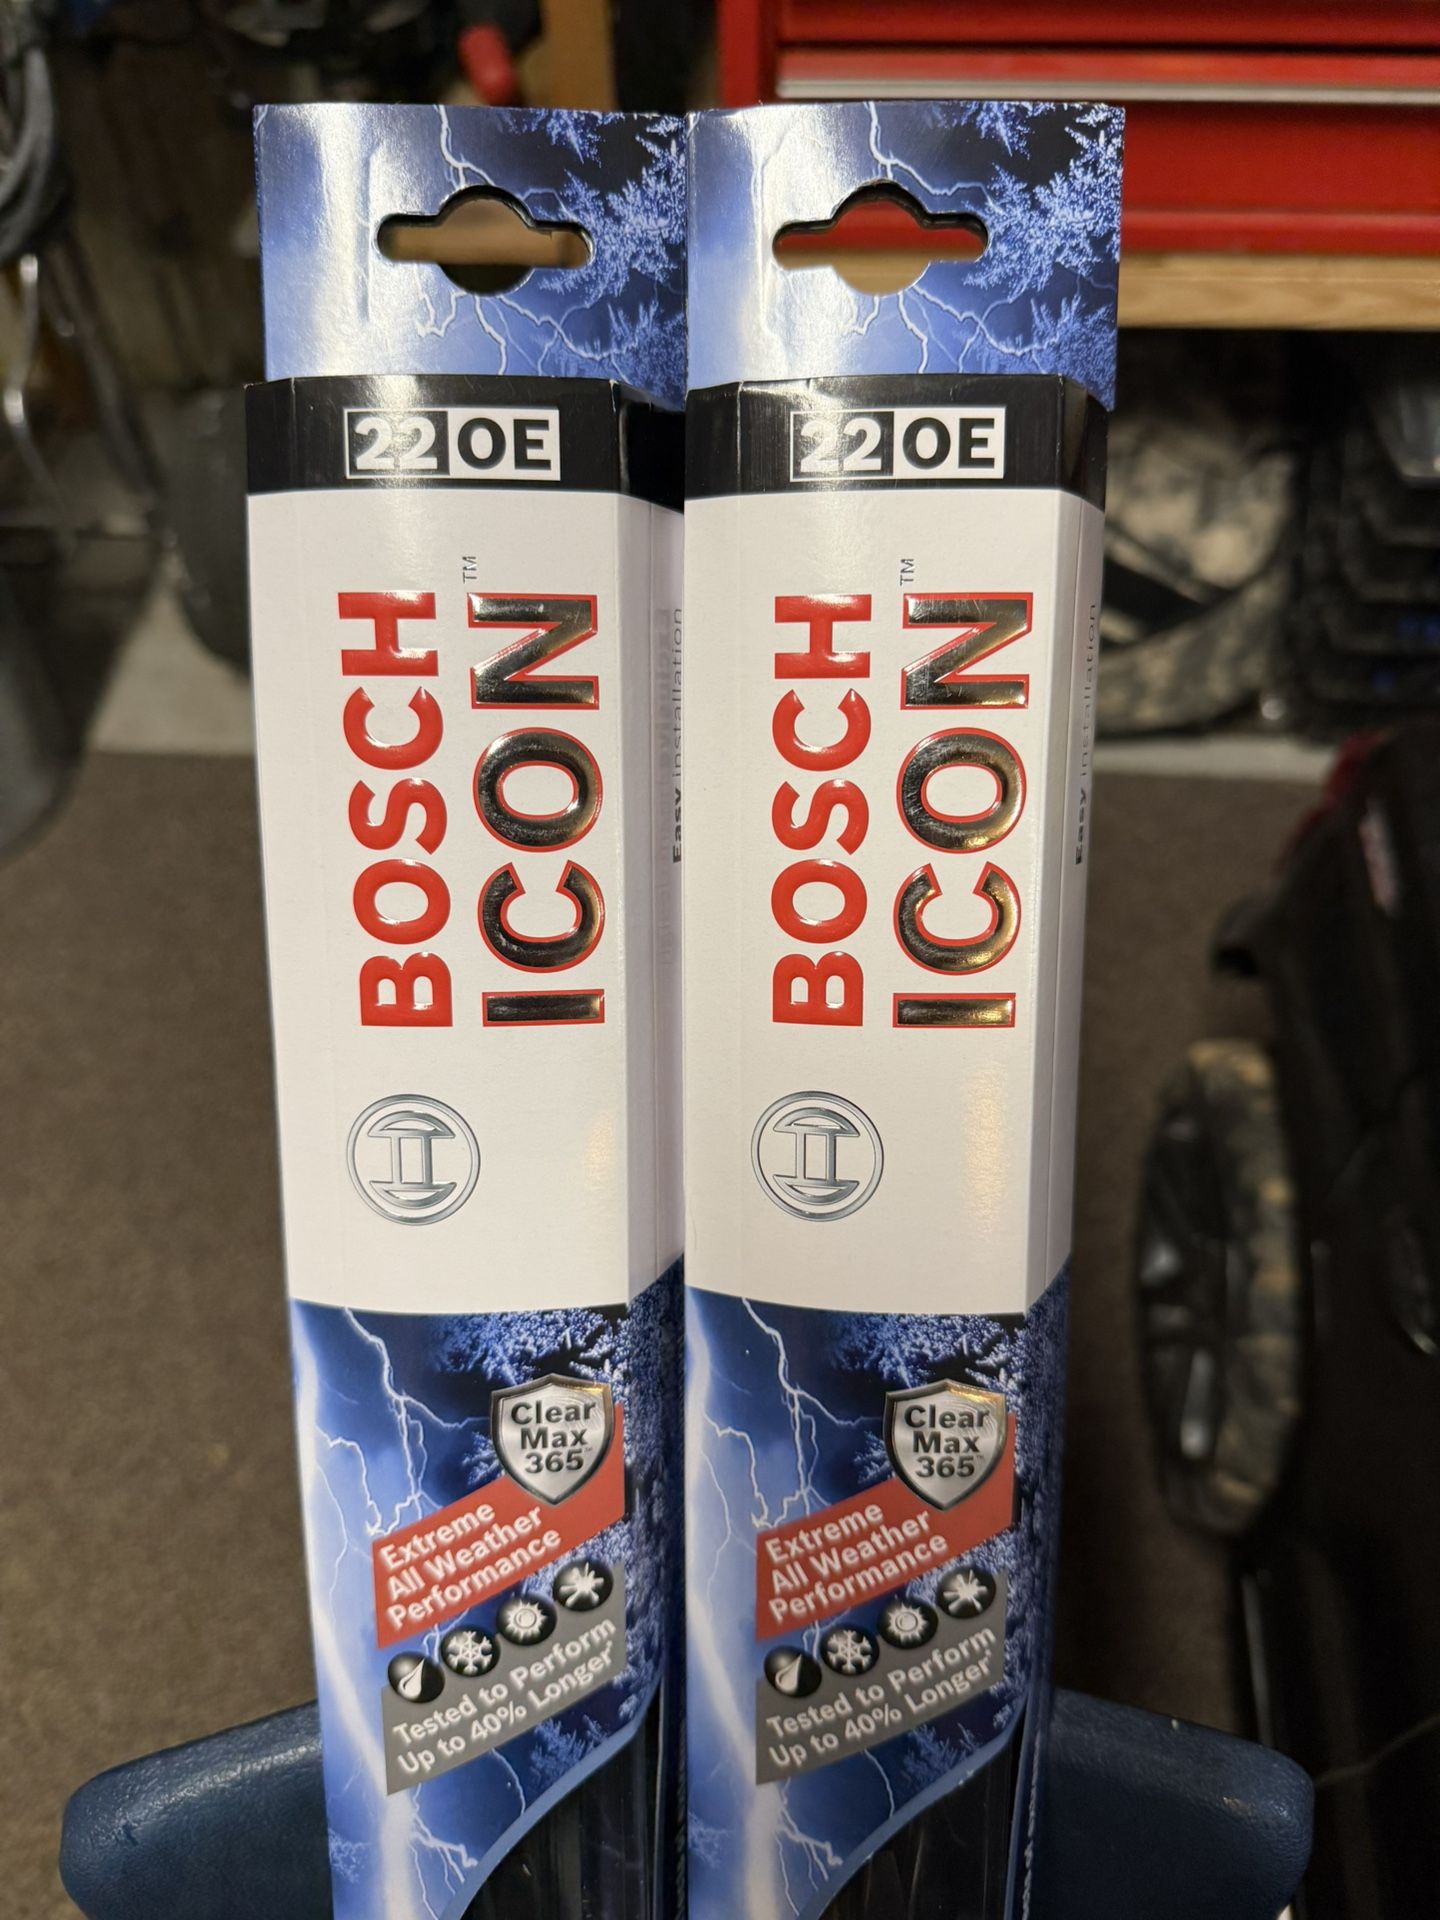 22 OE
BOSCH
ICON™
Easy installation
Clear
Max
365™
Extreme
All Weather
Performance
Tested to Perform
Up to 40% Longer*
22 OE
BOSCH
ICON™
Easy installation
Clear
Max
365™
Extreme
All Weather
Performance
Tested to Perform
Up to 40% Longer*